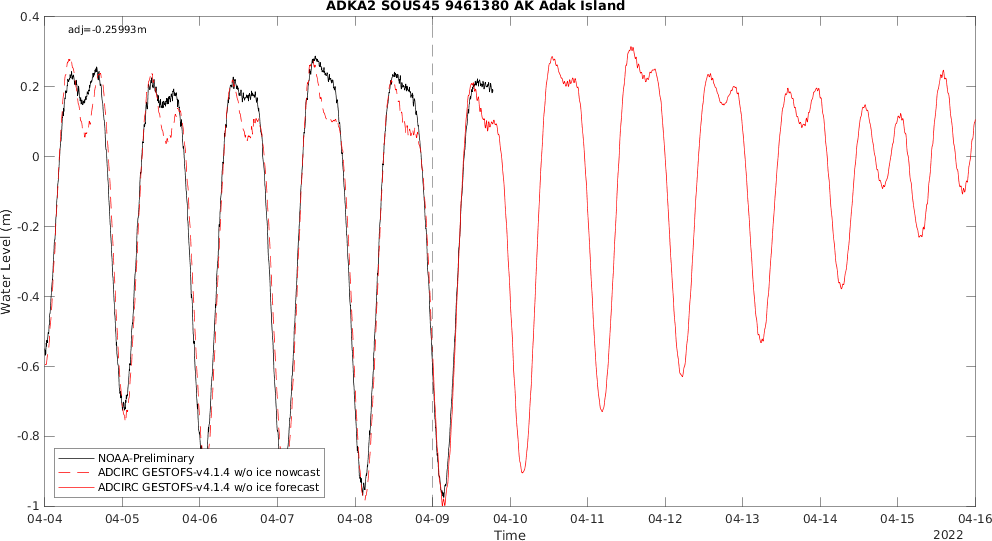 ADKA2 SOUS45 9461380 AK Adak Island
adj=-0.25993m
0.4
0.2
0
-0.2
-0.4
-0.6
-0.8
-1
Water Level (m)
NOAA-Preliminary
ADCIRC GESTOFS-v4.1.4 w/o ice nowcast
ADCIRC GESTOFS-v4.1.4 w/o ice forecast
04-04 04-05 04-06 04-07 04-08 04-09 04-10 04-11 04-12 04-13 04-14 04-15 04-16
Time
2022